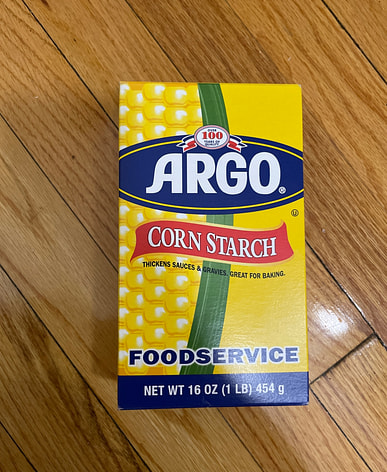 OVER
100
YEARS OF
ARGO®
CORN STARCH
THICKENS SAUCES & GRAVIES. GREAT FOR BAKING.
FOODSERVICE
NET WT 16 OZ (1 LB) 454 g